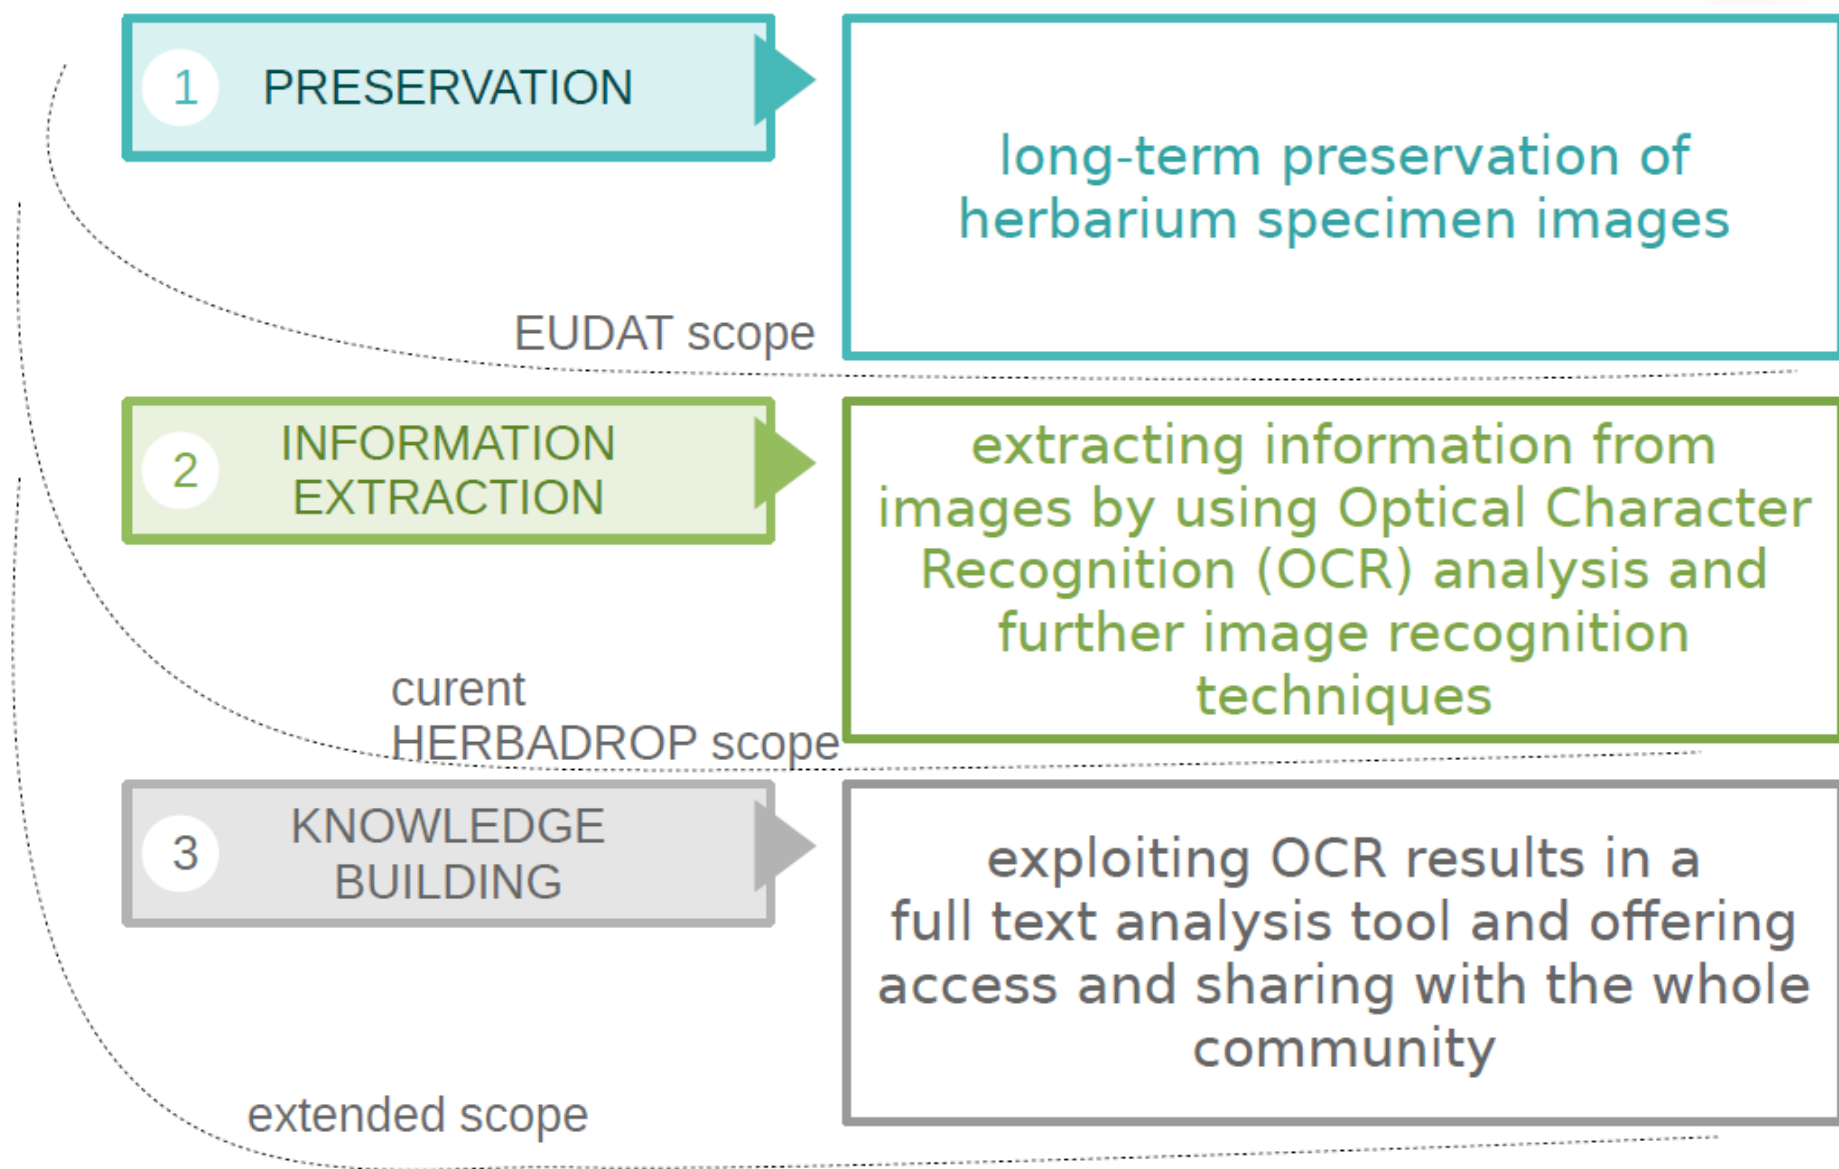 1 PRESERVATION
long-term preservation of
herbarium specimen images
EUDAT scope
2 INFORMATION
EXTRACTION
extracting information from
images by using Optical Character
Recognition (OCR) analysis and
further image recognition
techniques
curent
HERBADROP scope
3 KNOWLEDGE
BUILDING
exploiting OCR results in a
full text analysis tool and offering
access and sharing with the whole
community
extended scope